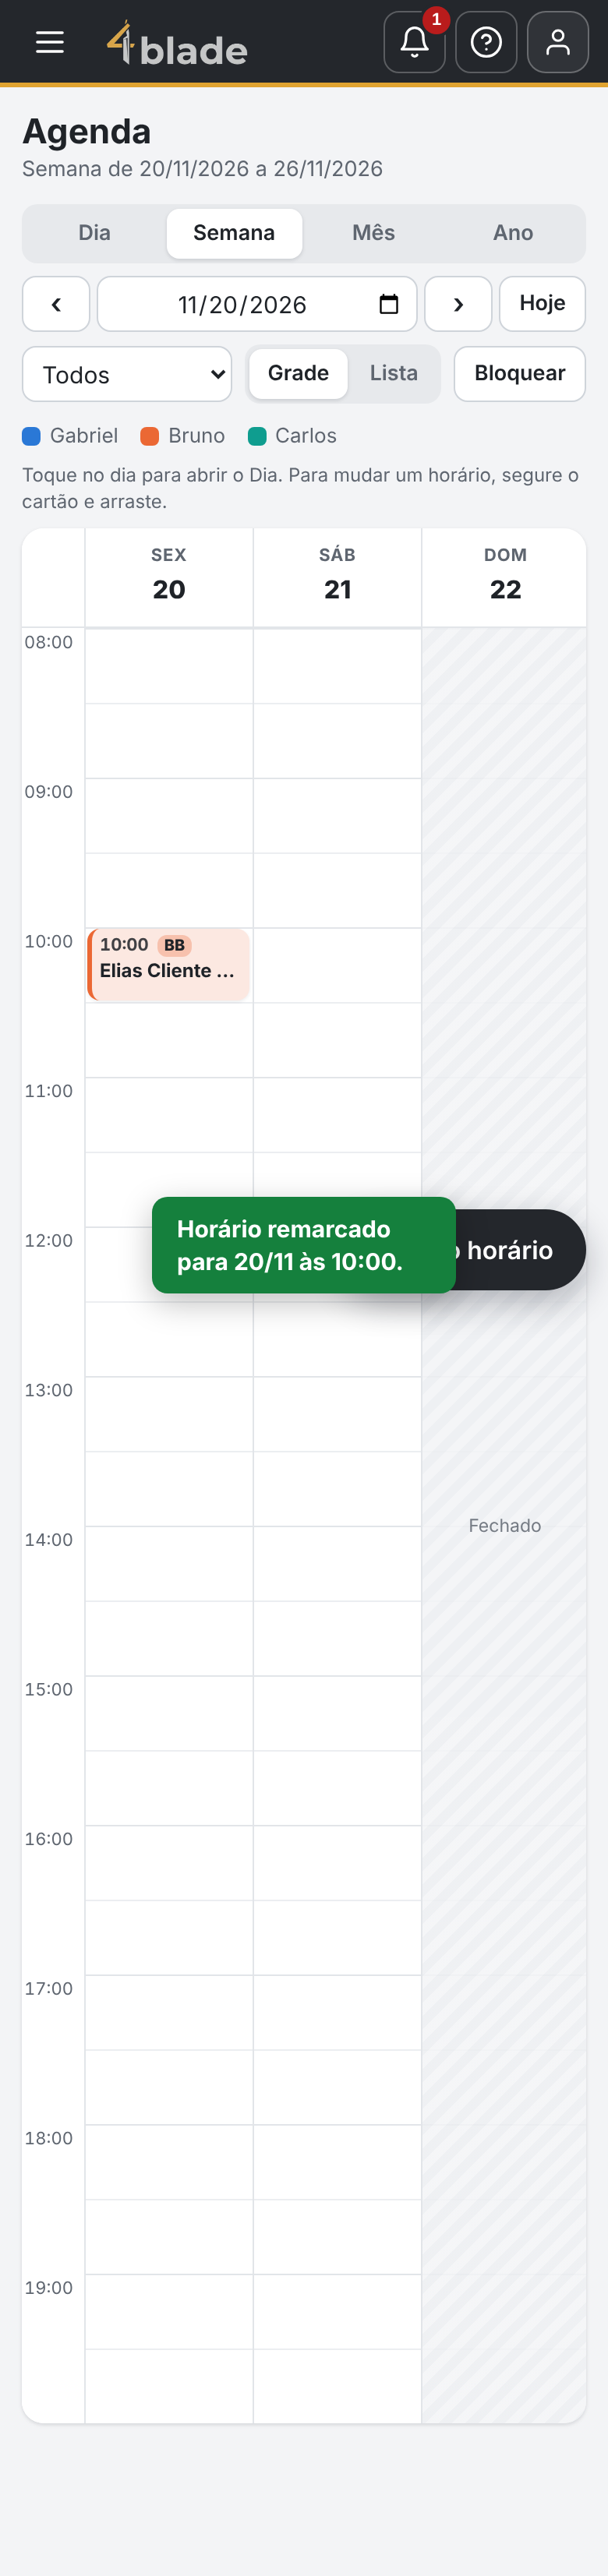 1
4blade
Agenda
Semana de 20/11/2026 a 26/11/2026
Dia Semana Mês Ano
‹ 11/20/2026 › Hoje
Todos Grade Lista Bloquear
Gabriel Bruno Carlos
Toque no dia para abrir o Dia. Para mudar um horário, segure o
cartão e arraste.
SEX SÁB DOM
20 21 22
08:00
09:00
10:00
10:00 BB
Elias Cliente ...
11:00
Horário remarcado
para 20/11 às 10:00.
horário
12:00
13:00
Fechado
14:00
15:00
16:00
17:00
18:00
19:00